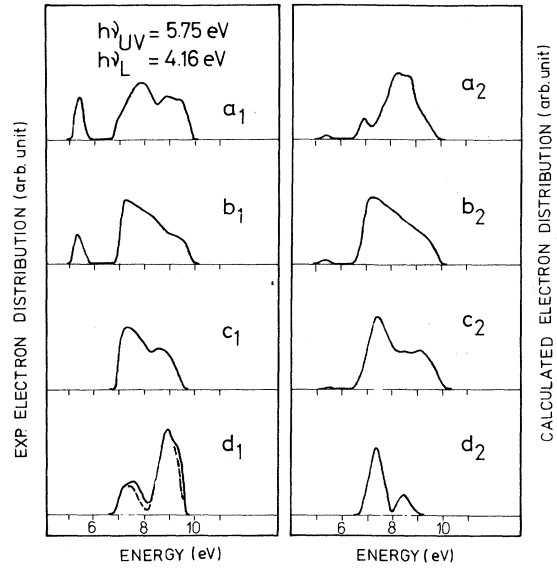 hν_UV = 5.75 eV
hν_L = 4.16 eV
a₁
a₂
b₁
b₂
c₁
c₂
d₁
d₂
6 8 10
6 8 10
ENERGY (eV)
ENERGY (eV)
EXP. ELECTRON DISTRIBUTION (arb. unit)
CALCULATED ELECTRON DISTRIBUTION (arb. unit)